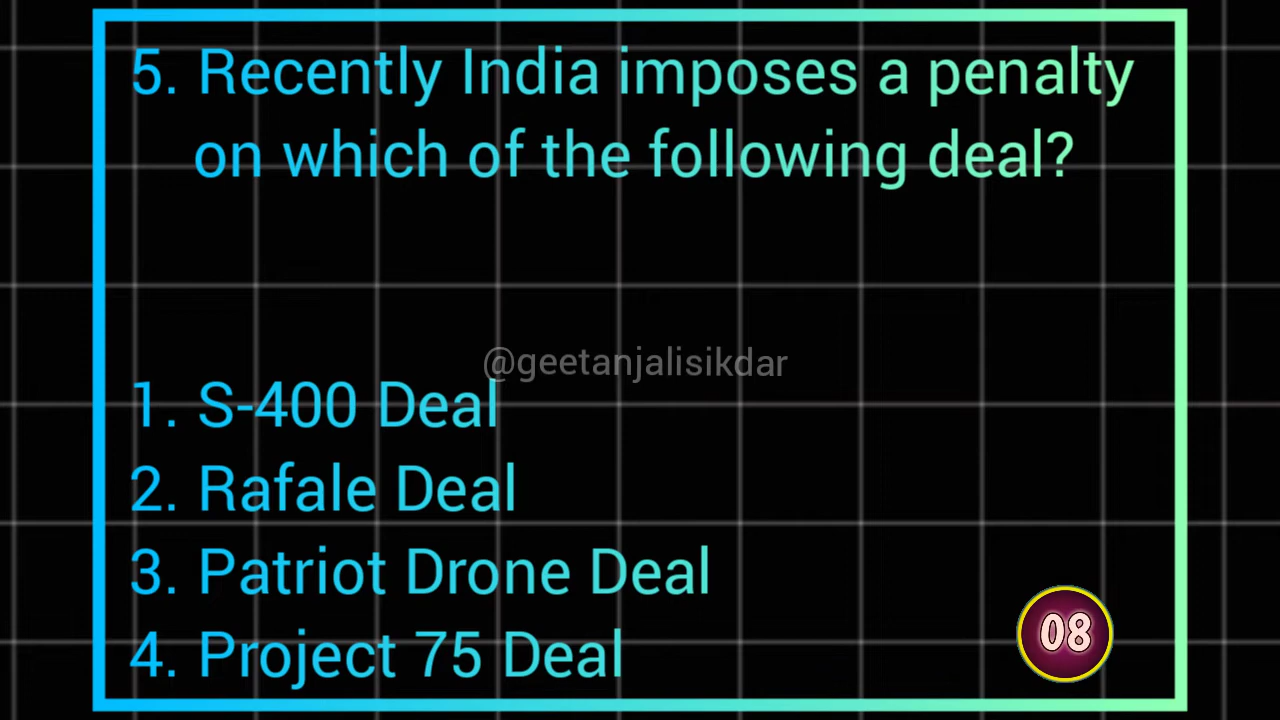 5. Recently India imposes a penalty
on which of the following deal?
@geetanjalisikdar
1. S-400 Deal
2. Rafale Deal
3. Patriot Drone Deal
4. Project 75 Deal
08